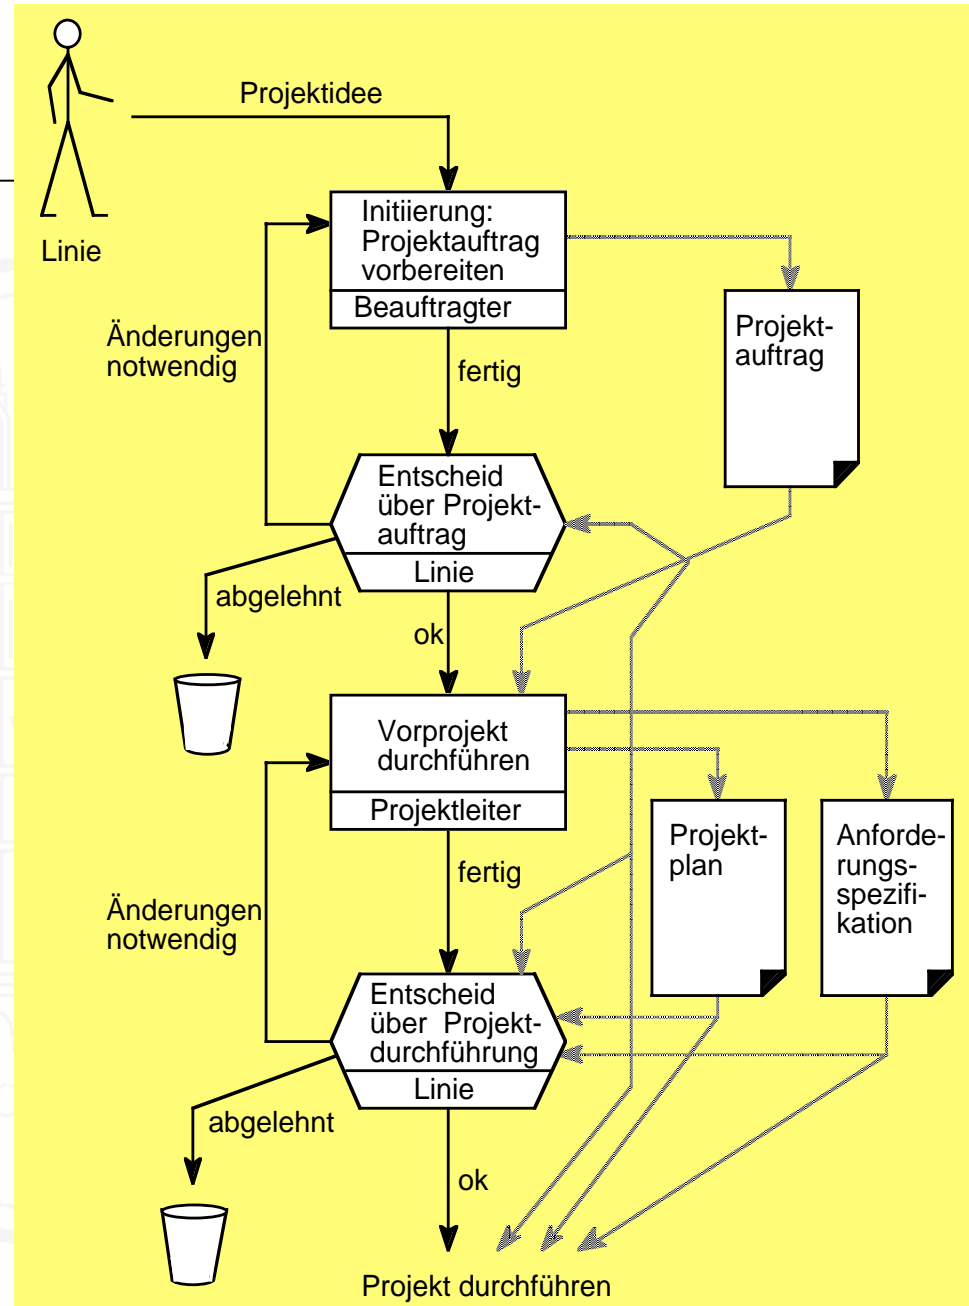 Projektidee
Linie
Initiierung:
Projektauftrag
vorbereiten
Beauftragter
Projekt-
auftrag
Änderungen
notwendig
fertig
Entscheid
über Projekt-
auftrag
Linie
abgelehnt
ok
Vorprojekt
durchführen
Projektleiter
Projekt-
plan
Anforde-
rungs-
spezifi-
kation
fertig
Änderungen
notwendig
Entscheid
über Projekt-
durchführung
Linie
abgelehnt
ok
Projekt durchführen